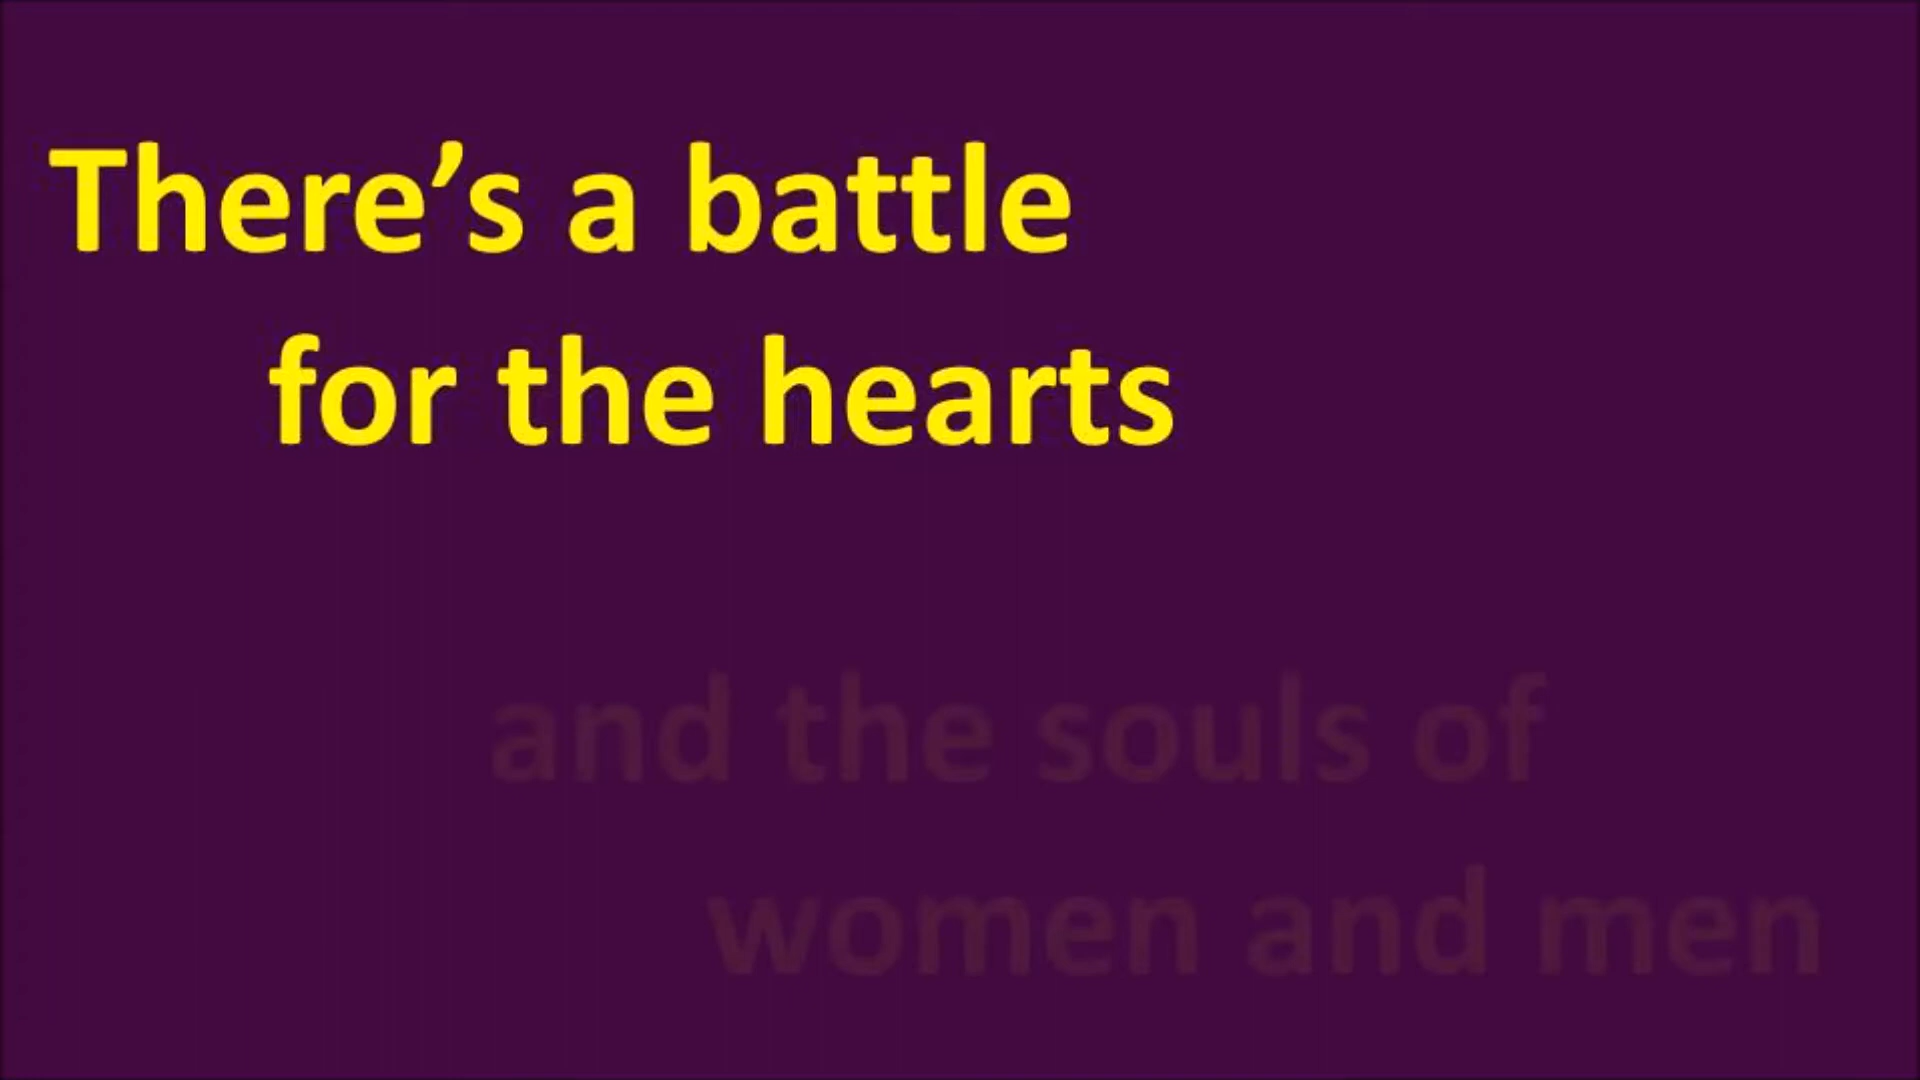 There’s a battle
for the hearts
and the souls of
women and men